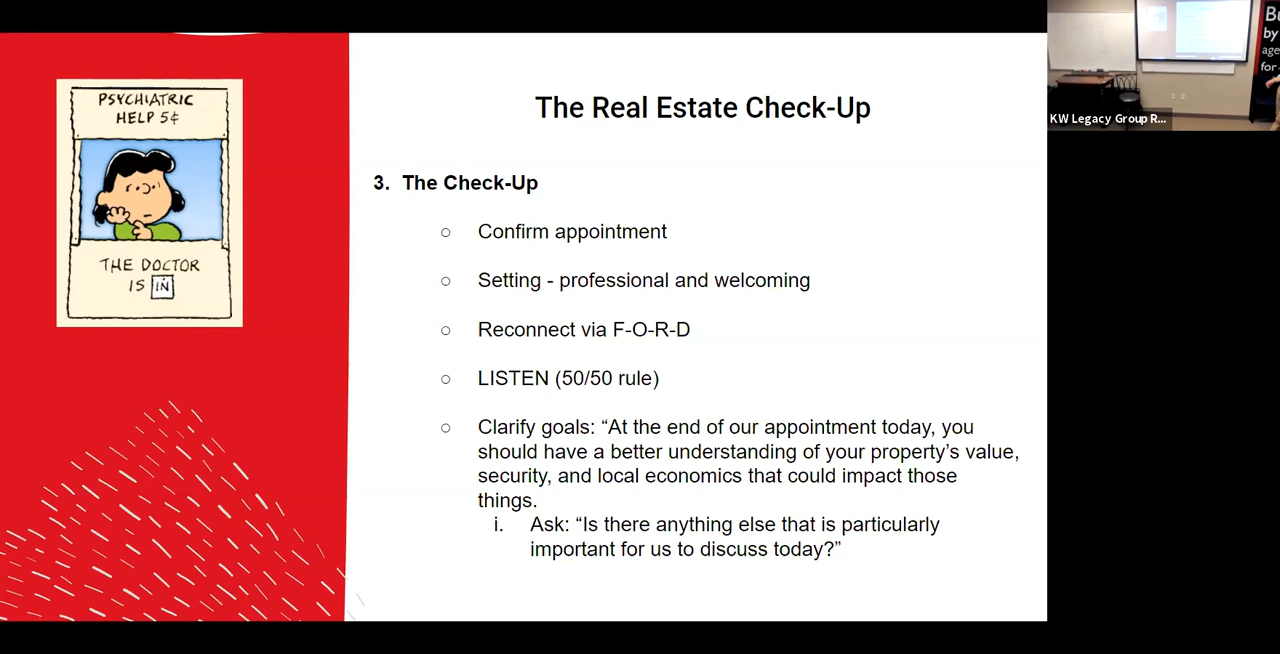 PSYCHIATRIC
HELP 5¢
THE DOCTOR
IS IN
The Real Estate Check-Up
3. The Check-Up
○ Confirm appointment
○ Setting - professional and welcoming
○ Reconnect via F-O-R-D
○ LISTEN (50/50 rule)
○ Clarify goals: “At the end of our appointment today, you
should have a better understanding of your property’s value,
security, and local economics that could impact those
things.
i. Ask: “Is there anything else that is particularly
important for us to discuss today?”
by
for
KW Legacy Group R...